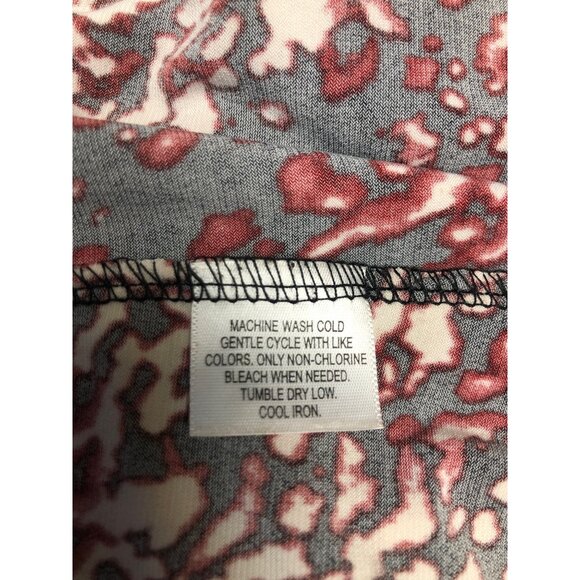 MACHINE WASH COLD
GENTLE CYCLE WITH LIKE
COLORS. ONLY NON-CHLORINE
BLEACH WHEN NEEDED.
TUMBLE DRY LOW.
COOL IRON.